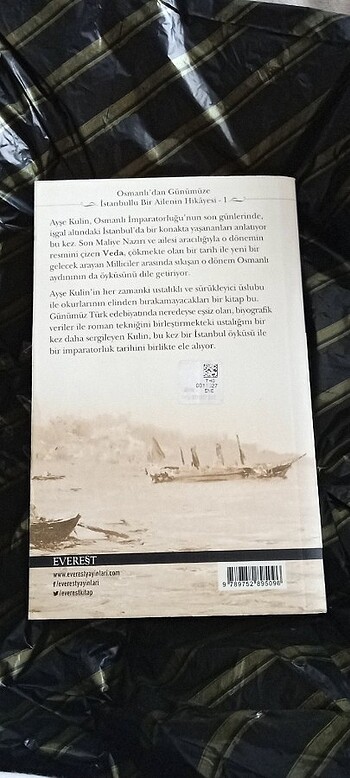 Osmanlı'dan Günümüze
İstanbullu Bir Ailenin Hikâyesi - 1
Ayşe Kulin, Osmanlı İmparatorluğu'nun son günlerinde,
işgal altındaki İstanbul'da bir konakta yaşananları anlatıyor
bu kez. Son Maliye Nazırı ve ailesi aracılığıyla o dönemin
resmini çizen Veda, çökmekte olan bir tarih ile yeni bir
gelecek arayan Milliciler arasında sıkışan o dönem Osmanlı
aydınının da öyküsünü dile getiriyor.
Ayşe Kulin'in her zamanki ustalıklı ve sürükleyici üslubu
ile okurlarının elinden bırakamayacakları bir kitap bu.
Günümüz Türk edebiyatında neredeyse eşsiz olan, biyografik
veriler ile roman tekniğini birleştirmekteki ustalığını bir
kez daha sergileyen Kulin, bu kez bir İstanbul öyküsü ile
bir imparatorluk tarihini birlikte ele alıyor.
EVEREST
www.everestyayinlari.com
f/everestyayinlari
/everestkitap
9 789752 895096